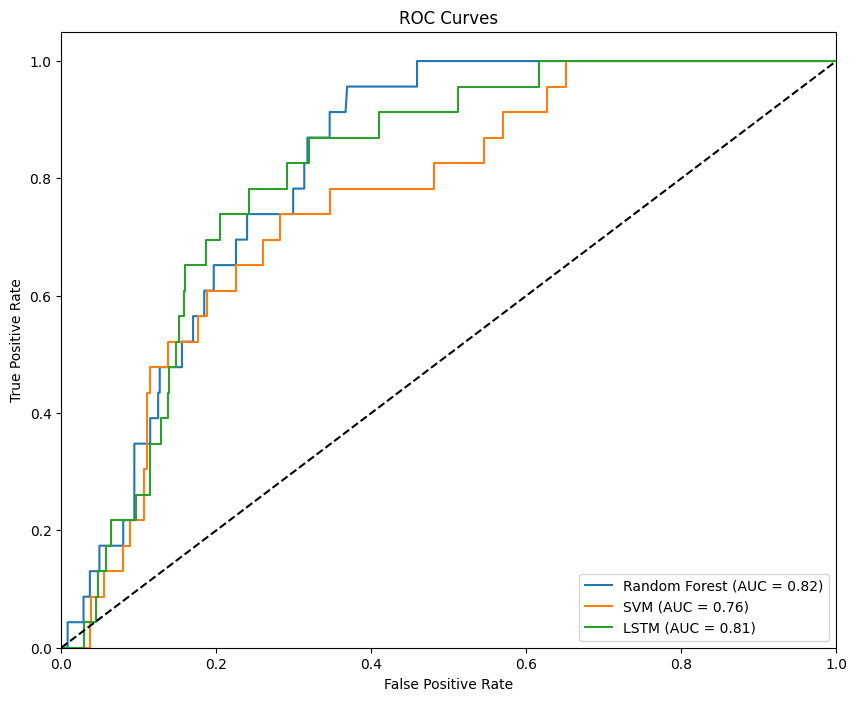 ROC Curves
1.0
0.8
0.6
0.4
0.2
0.0
True Positive Rate
Random Forest (AUC = 0.82)
SVM (AUC = 0.76)
LSTM (AUC = 0.81)
0.0 0.2 0.4 0.6 0.8 1.0
False Positive Rate